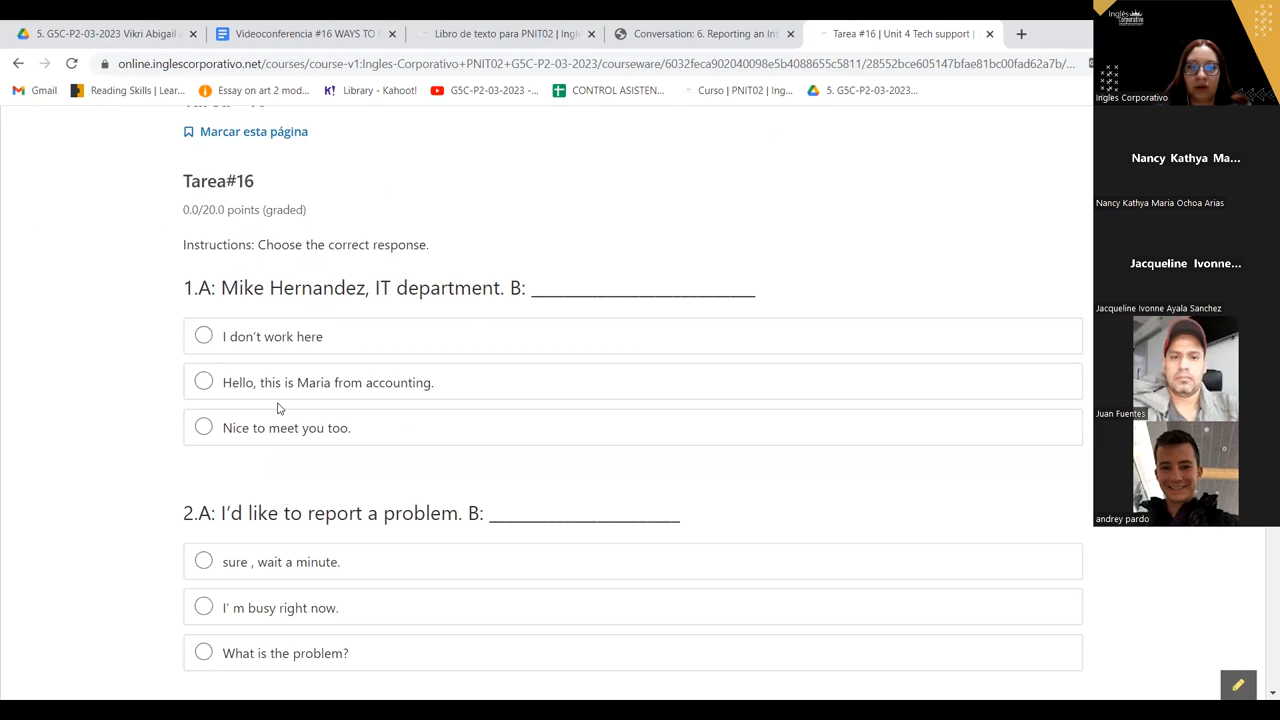 5. G5C-P2-03-2023 Vikri Abigail
Videoconferencia #16 WAYS TO
Libro de texto para PNIT02 | Ingl
Conversation: 6. Reporting an Int
Tarea #16 | Unit 4 Tech support |
online.inglescorporativo.net/courses/course-v1:Ingles-Corporativo+PNIT02+G5C-P2-03-2023/courseware/6032feca902040098e5b4088655c5811/28552bce605147bfae81bc00fad62a7b/...
Gmail
Reading Skills | Lear...
Essay on art 2 mod...
Library - Kahoot!
G5C-P2-03-2023 -...
CONTROL ASISTEN...
Curso | PNIT02 | Ing...
5. G5C-P2-03-2023...
Marcar esta página
Tarea#16
0.0/20.0 points (graded)
Instructions: Choose the correct response.
1.A: Mike Hernandez, IT department. B: ___________________________
I don't work here
Hello, this is Maria from accounting.
Nice to meet you too.
2.A: I'd like to report a problem. B: ______________________
sure , wait a minute.
I' m busy right now.
What is the problem?
Inglés
Corporativo
Ingles Corporativo
Nancy Kathya Ma...
Nancy Kathya Maria Ochoa Arias
Jacqueline Ivonne...
Jacqueline Ivonne Ayala Sanchez
Juan Fuentes
andrey pardo